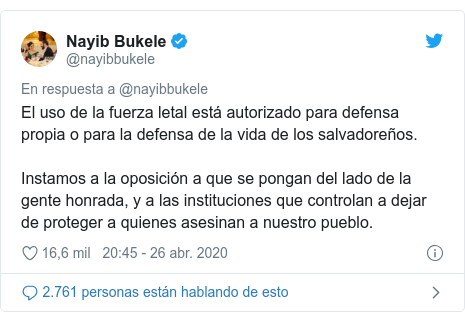 Nayib Bukele
@nayibbukele
En respuesta a @nayibbukele
El uso de la fuerza letal está autorizado para defensa
propia o para la defensa de la vida de los salvadoreños.
Instamos a la oposición a que se pongan del lado de la
gente honrada, y a las instituciones que controlan a dejar
de proteger a quienes asesinan a nuestro pueblo.
16,6 mil 20:45 - 26 abr. 2020
2.761 personas están hablando de esto